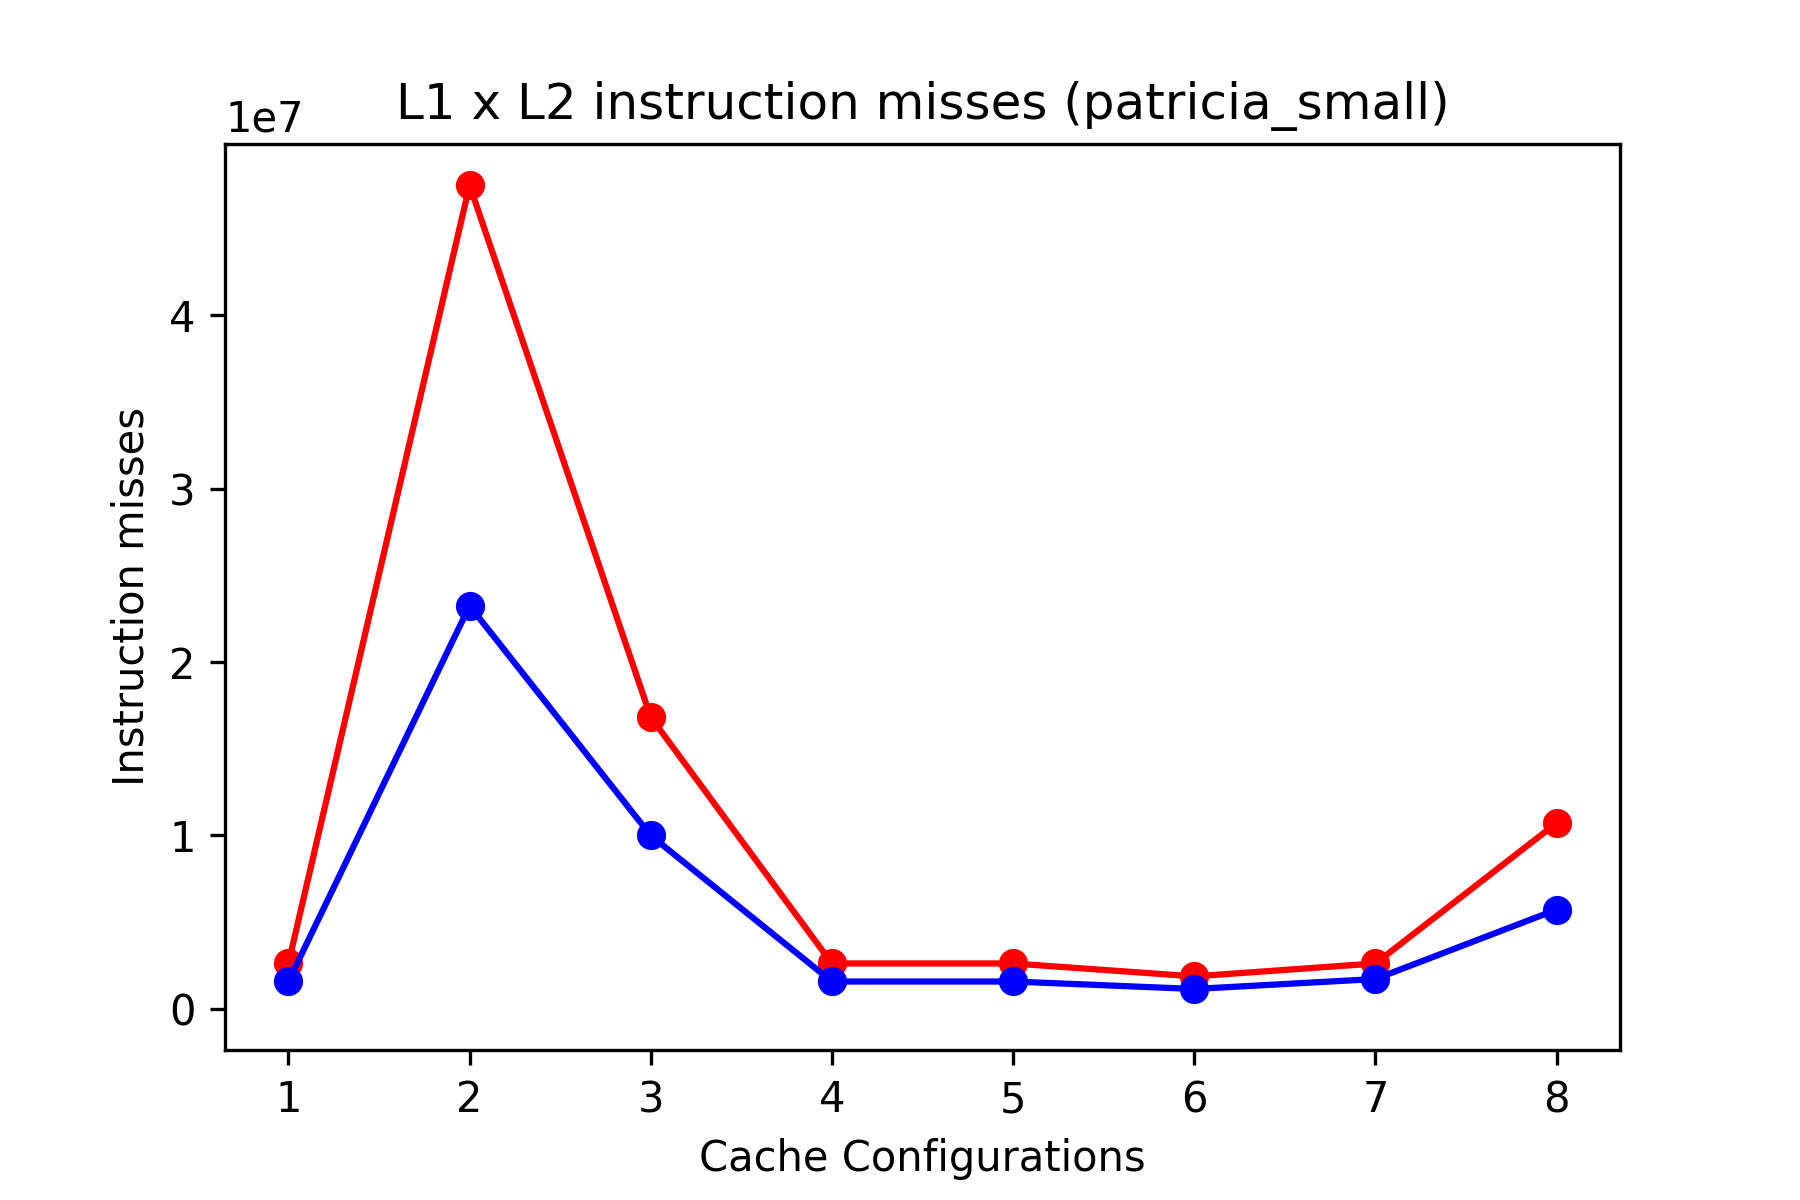 L1 x L2 instruction misses (patricia_small)
1e7
4
3
2
1
0
Instruction misses
1 2 3 4 5 6 7 8
Cache Configurations